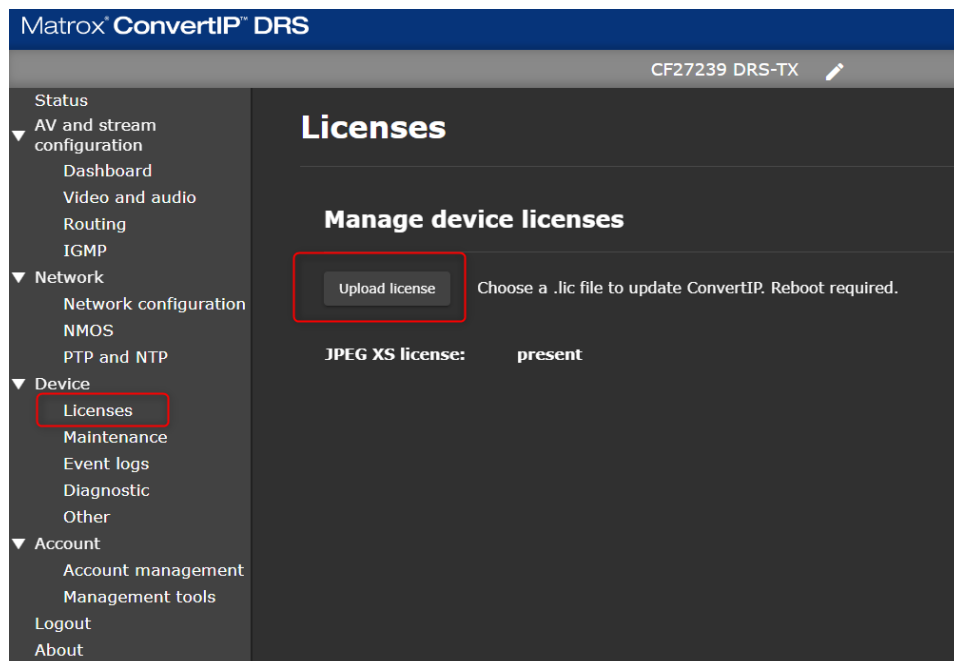 Matrox® ConvertIP™ DRS
CF27239 DRS-TX
Status
AV and stream
configuration
Dashboard
Video and audio
Routing
IGMP
Network
Network configuration
NMOS
PTP and NTP
Device
Licenses
Maintenance
Event logs
Diagnostic
Other
Account
Account management
Management tools
Logout
About
Licenses
Manage device licenses
Upload license
Choose a .lic file to update ConvertIP. Reboot required.
JPEG XS license: present